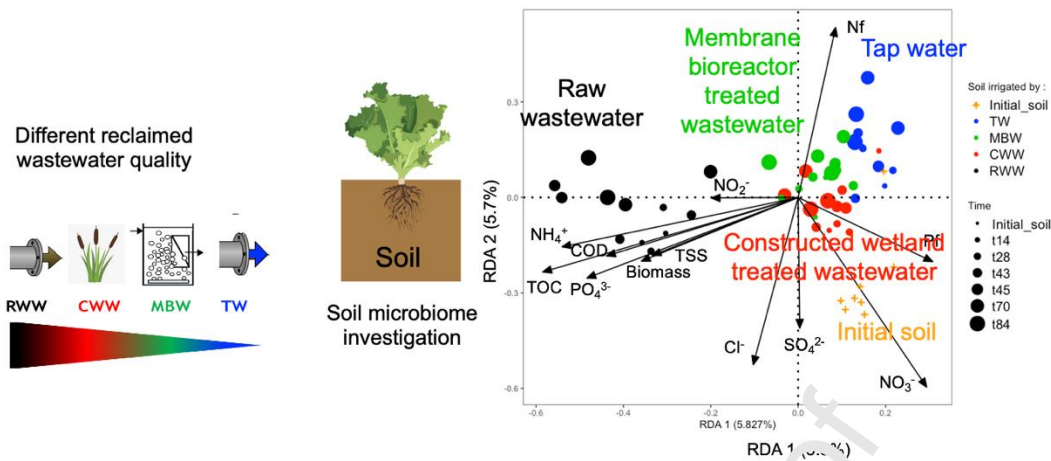 Different reclaimed
wastewater quality
RWW
CWW
MBW
TW
Soil
Soil microbiome
investigation
RDA 2 (5.7%)
0.3
0.0
-0.3
-0.6
Raw
wastewater
Membrane
bioreactor
treated
wastewater
Tap water
Nf
NO₂⁻
NH₄⁺
COD
TSS
Biomass
TOC
PO₄³⁻
Constructed wetland
treated wastewater
Pf
Initial soil
Cl⁻
SO₄²⁻
NO₃⁻
-0.6
-0.4
-0.2
0.0
0.2
RDA 1 (5.827%)
Soil irrigated by :
Initial_soil
TW
MBW
CWW
RWW
Time
Initial_soil
t14
t28
t43
t45
t70
t84